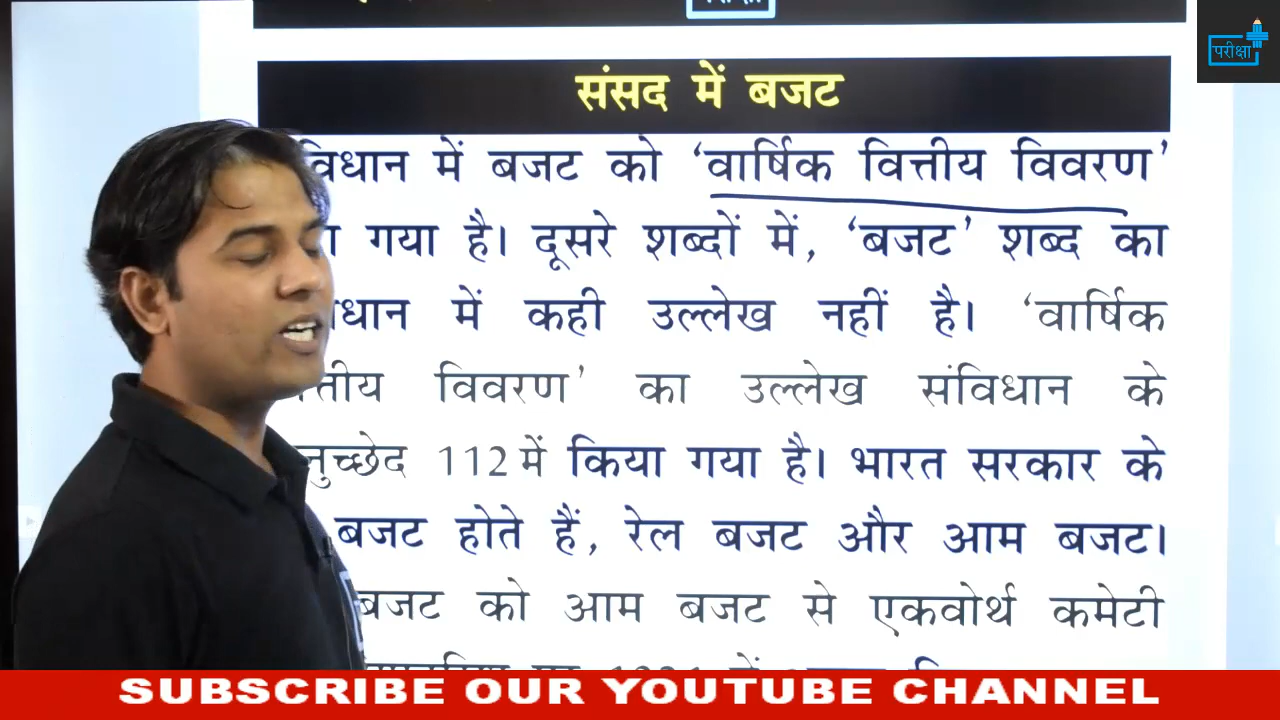 परीक्षा
संसद में बजट
में बजट को ‘वार्षिक वित्तीय विवरण’
गया है। दूसरे शब्दों में, ‘बजट’ शब्द का
में कही उल्लेख नहीं है। ‘वार्षिक
विवरण’ का उल्लेख संविधान के
112 में किया गया है। भारत सरकार के
बजट होते हैं, रेल बजट और आम बजट।
बजट को आम बजट से एकवोर्थ कमेटी
SUBSCRIBE OUR YOUTUBE CHANNEL